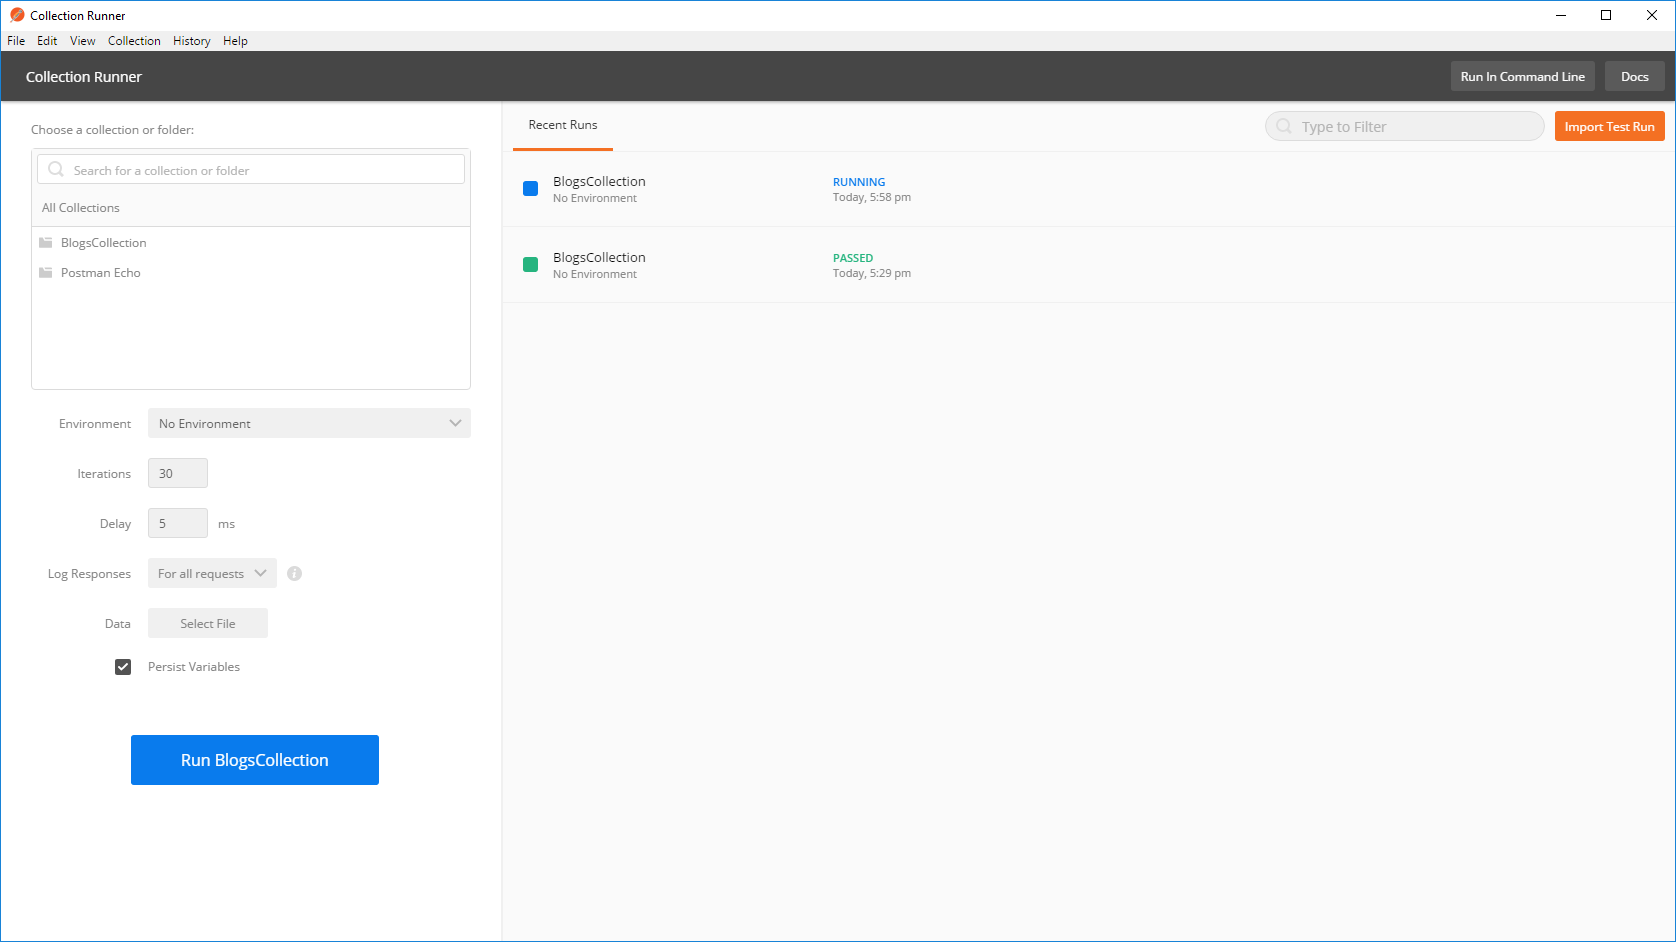 Collection Runner
File Edit View Collection History Help
Collection Runner
Run In Command Line
Docs
Choose a collection or folder:
Search for a collection or folder
All Collections
BlogsCollection
Postman Echo
Environment No Environment
Iterations 30
Delay 5 ms
Log Responses For all requests
Data Select File
Persist Variables
Run BlogsCollection
Recent Runs
Type to Filter
Import Test Run
BlogsCollection
No Environment
RUNNING
Today, 5:58 pm
BlogsCollection
No Environment
PASSED
Today, 5:29 pm